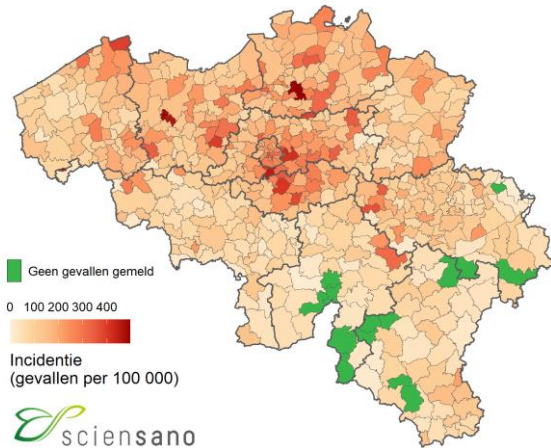 Geen gevallen gemeld
0 100 200 300 400
Incidentie
(gevallen per 100 000)
sciensano